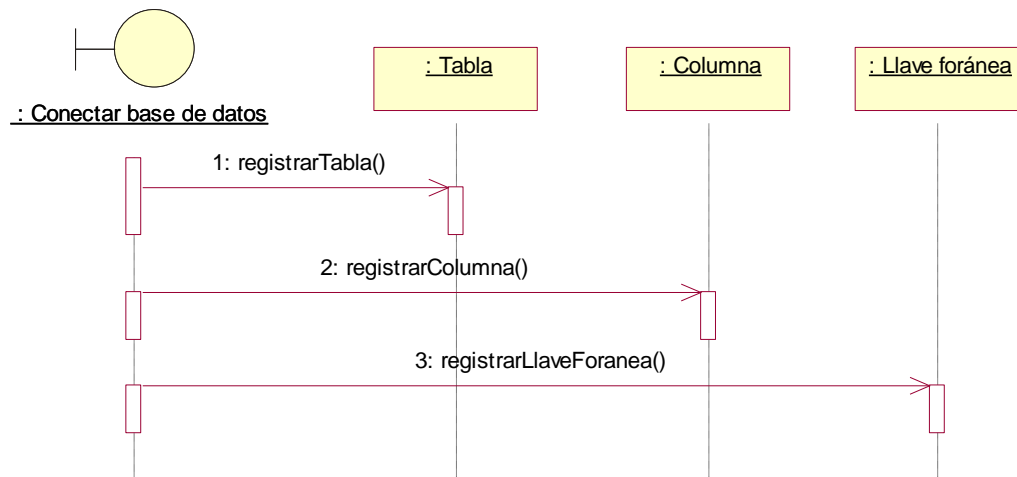 : Tabla
: Columna
: Llave foránea
: Conectar base de datos
1: registrarTabla()
2: registrarColumna()
3: registrarLlaveForanea()